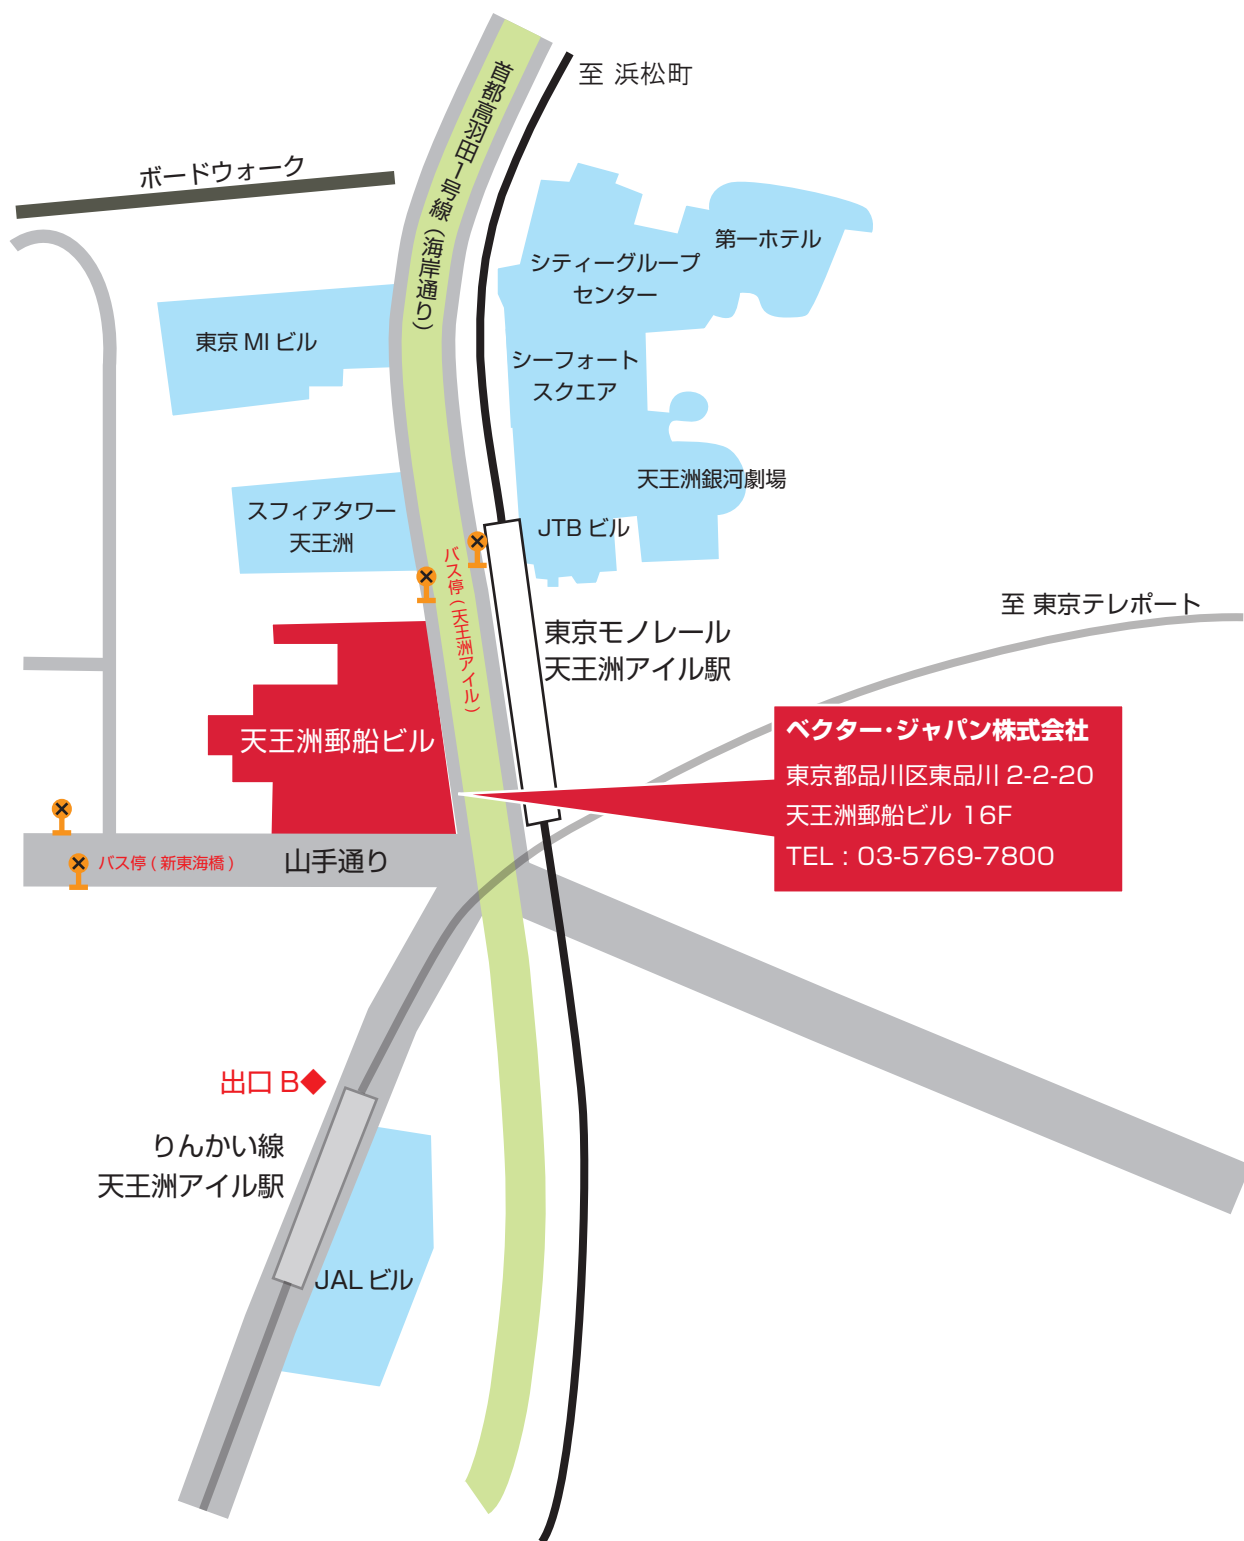 至 浜松町
首都高羽田1号線（海岸通り）
ボードウォーク
第一ホテル
シティーグループ
センター
東京 MI ビル
シーフォート
スクエア
天王洲銀河劇場
スフィアタワー
天王洲
JTB ビル
バス停（天王洲アイル）
至 東京テレポート
東京モノレール
天王洲アイル駅
天王洲郵船ビル
ベクター・ジャパン株式会社
東京都品川区東品川 2-2-20
天王洲郵船ビル 16F
TEL : 03-5769-7800
バス停 ( 新東海橋 )
山手通り
出口 B
りんかい線
天王洲アイル駅
JAL ビル